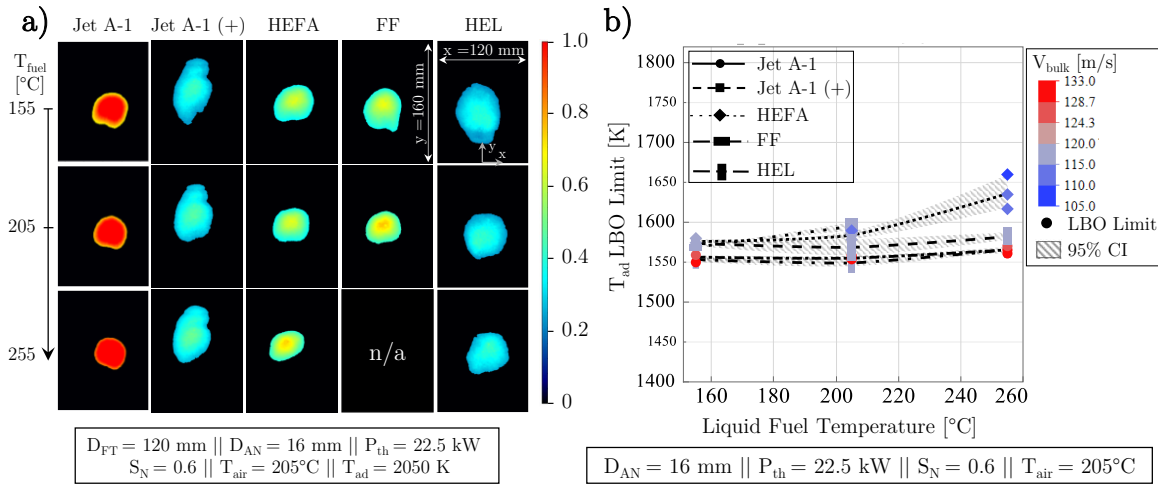 a)
Jet A-1 Jet A-1 (+) HEFA FF HEL
T_fuel
[°C]
155
205
255
x =120 mm
y =160 mm
y
x
n/a
1.0
0.8
0.6
0.4
0.2
0
D_FT = 120 mm || D_AN = 16 mm || P_th = 22.5 kW
S_N = 0.6 || T_air = 205°C || T_ad = 2050 K
b)
T_ad LBO Limit [K]
1800
1750
1700
1650
1600
1550
1500
1450
1400
Jet A-1
Jet A-1 (+)
HEFA
FF
HEL
160 180 200 220 240 260
Liquid Fuel Temperature [°C]
V_bulk [m/s]
133.0
128.7
124.3
120.0
115.0
110.0
105.0
LBO Limit
95% CI
D_AN = 16 mm || P_th = 22.5 kW || S_N = 0.6 || T_air = 205°C